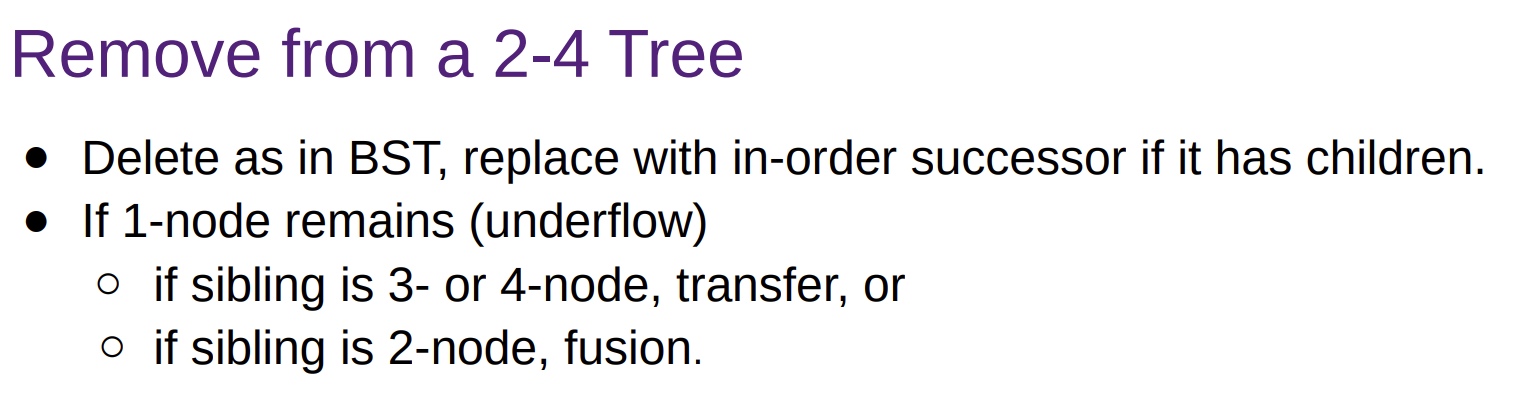 Remove from a 2-4 Tree
● Delete as in BST, replace with in-order successor if it has children.
● If 1-node remains (underflow)
○ if sibling is 3- or 4-node, transfer, or
○ if sibling is 2-node, fusion.